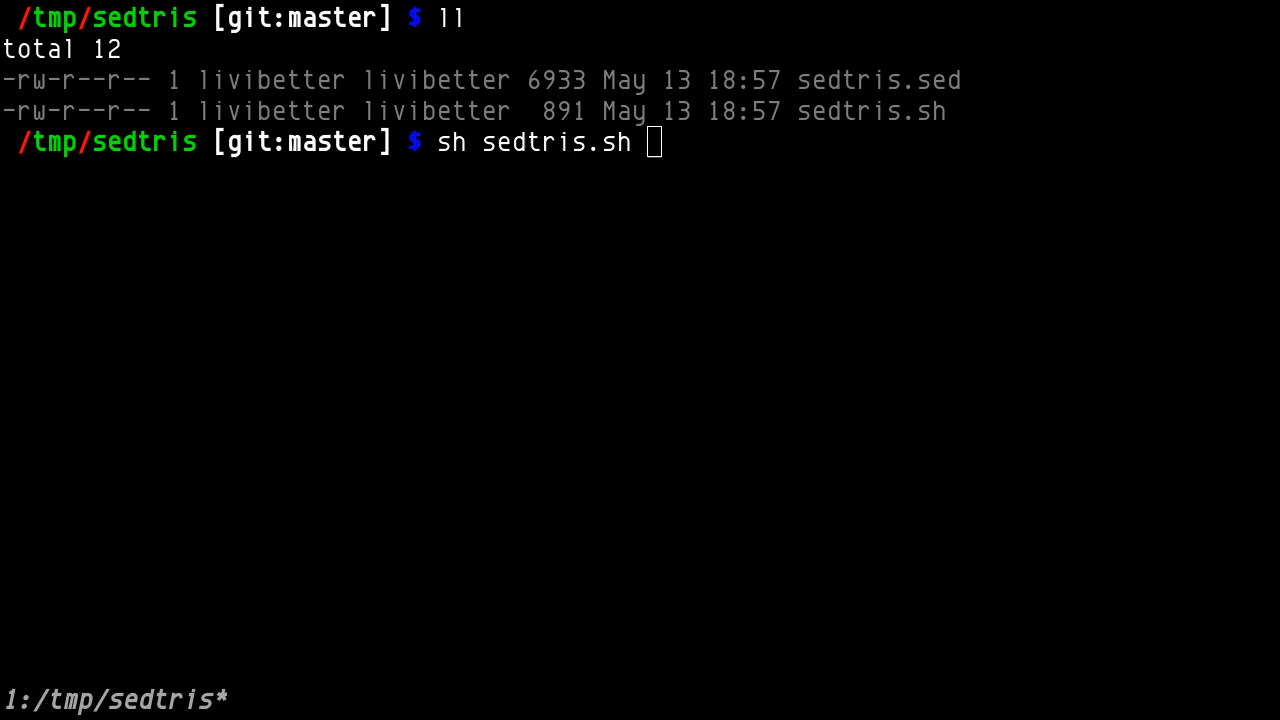 /tmp/sedtris [git:master] $ ll
total 12
-rw-r--r-- 1 livibetter livibetter 6933 May 13 18:57 sedtris.sed
-rw-r--r-- 1 livibetter livibetter  891 May 13 18:57 sedtris.sh
/tmp/sedtris [git:master] $ sh sedtris.sh
1:/tmp/sedtris*